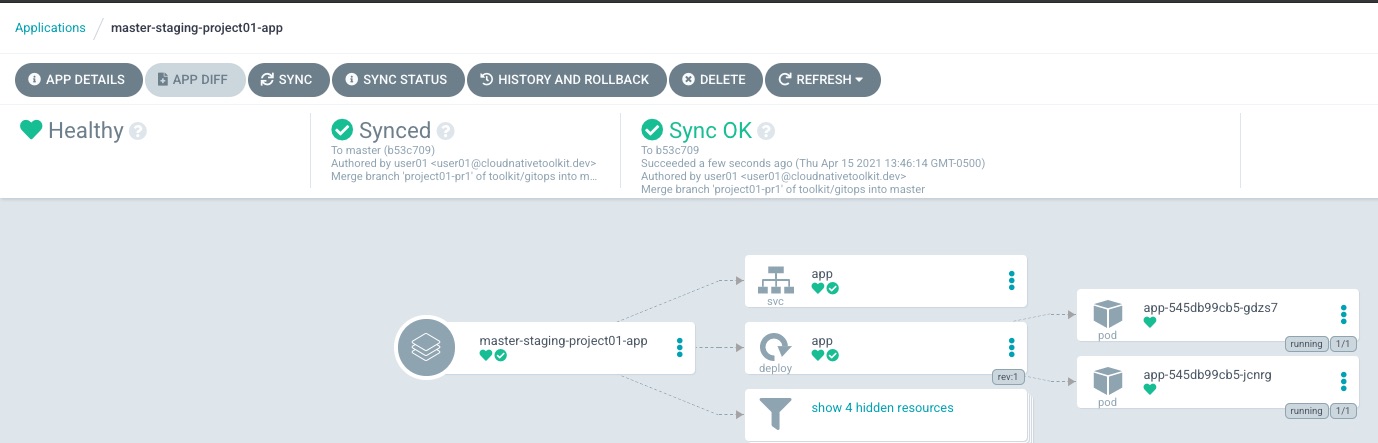 Applications / master-staging-project01-app
APP DETAILS APP DIFF SYNC SYNC STATUS HISTORY AND ROLLBACK DELETE REFRESH
Healthy ?
Synced ?
To master (b53c709)
Authored by user01 <user01@cloudnativetoolkit.dev>
Merge branch 'project01-pr1' of toolkit/gitops into m...
Sync OK ?
To b53c709
Succeeded a few seconds ago (Thu Apr 15 2021 13:46:14 GMT-0500)
Authored by user01 <user01@cloudnativetoolkit.dev>
Merge branch 'project01-pr1' of toolkit/gitops into master
master-staging-project01-app
app
svc
app
deploy
rev:1
show 4 hidden resources
app-545db99cb5-gdzs7
pod
running 1/1
app-545db99cb5-jcnrg
pod
running 1/1